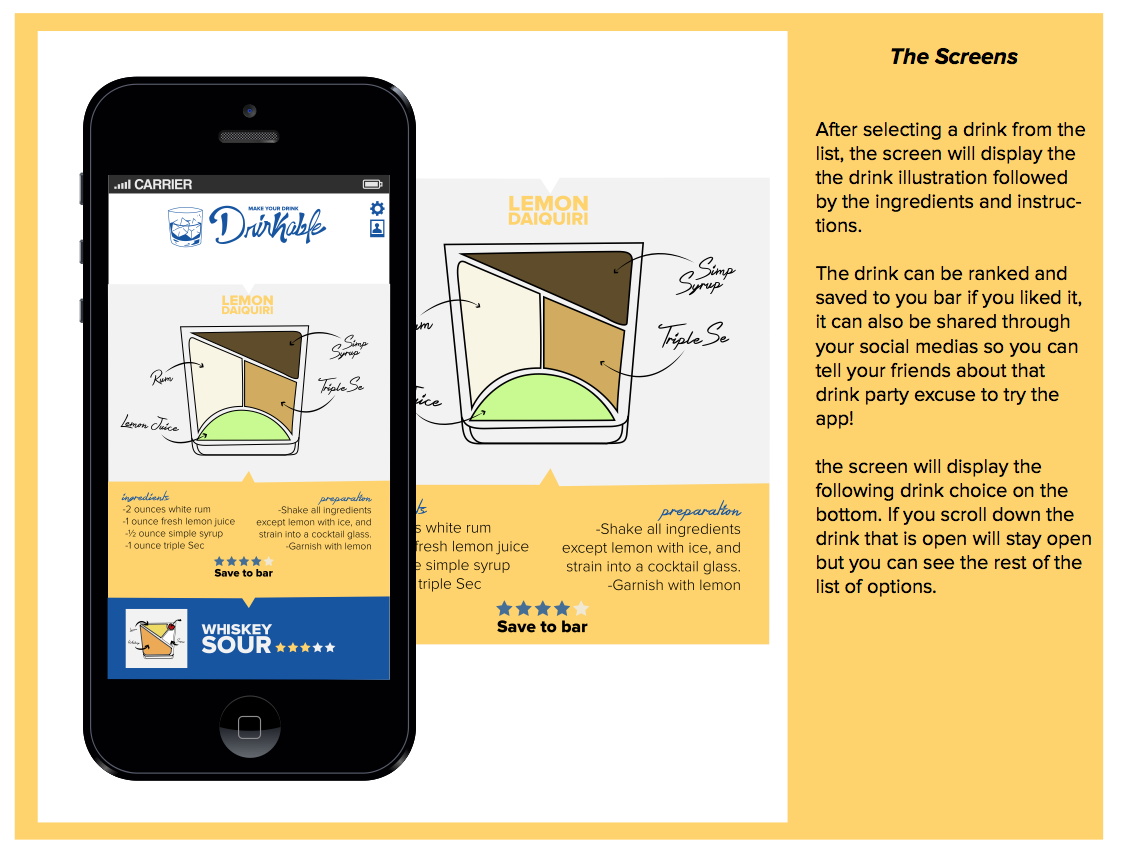 The Screens
After selecting a drink from the
list, the screen will display the
the drink illustration followed
by the ingredients and instruc-
tions.
The drink can be ranked and
saved to you bar if you liked it,
it can also be shared through
your social medias so you can
tell your friends about that
drink party excuse to try the
app!
the screen will display the
following drink choice on the
bottom. If you scroll down the
drink that is open will stay open
but you can see the rest of the
list of options.
CARRIER
MAKE YOUR DRINK
Drinkable
LEMON
DAIQUIRI
Simp
Syrup
Rum
Triple Se
Lemon Juice
ingredients
-2 ounces white rum
-1 ounce fresh lemon juice
-½ ounce simple syrup
-1 ounce triple Sec
preparation
-Shake all ingredients
except lemon with ice, and
strain into a cocktail glass.
-Garnish with lemon
Save to bar
WHISKEY
SOUR
LEMON
DAIQUIRI
Simp
Syrup
um
Triple Se
uice
ts
s white rum
fresh lemon juice
e simple syrup
triple Sec
preparation
-Shake all ingredients
except lemon with ice, and
strain into a cocktail glass.
-Garnish with lemon
Save to bar